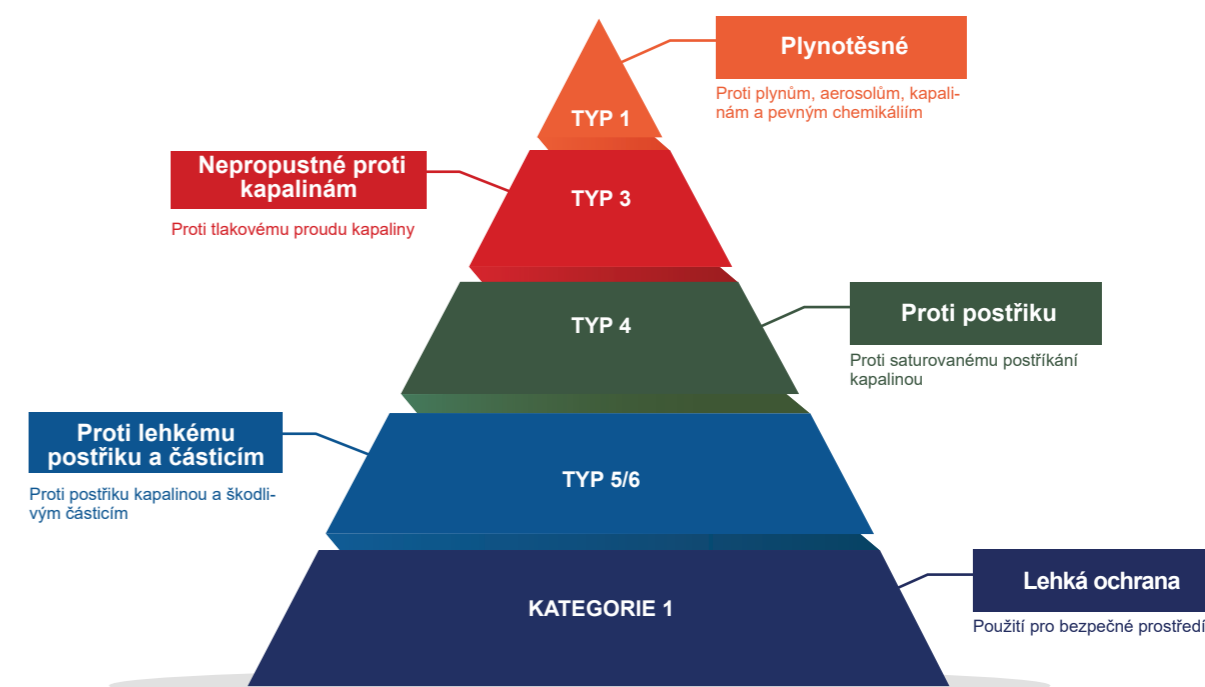 Plynotěsné
Proti plynům, aerosolům, kapali-
nám a pevným chemikáliím
TYP 1
Nepropustné proti
kapalinám
Proti tlakovému proudu kapaliny
TYP 3
TYP 4
Proti postřiku
Proti saturovanému postříkání
kapalinou
Proti lehkému
postřiku a částicím
Proti postřiku kapalinou a škodli-
vým částicím
TYP 5/6
KATEGORIE 1
Lehká ochrana
Použití pro bezpečné prostředí